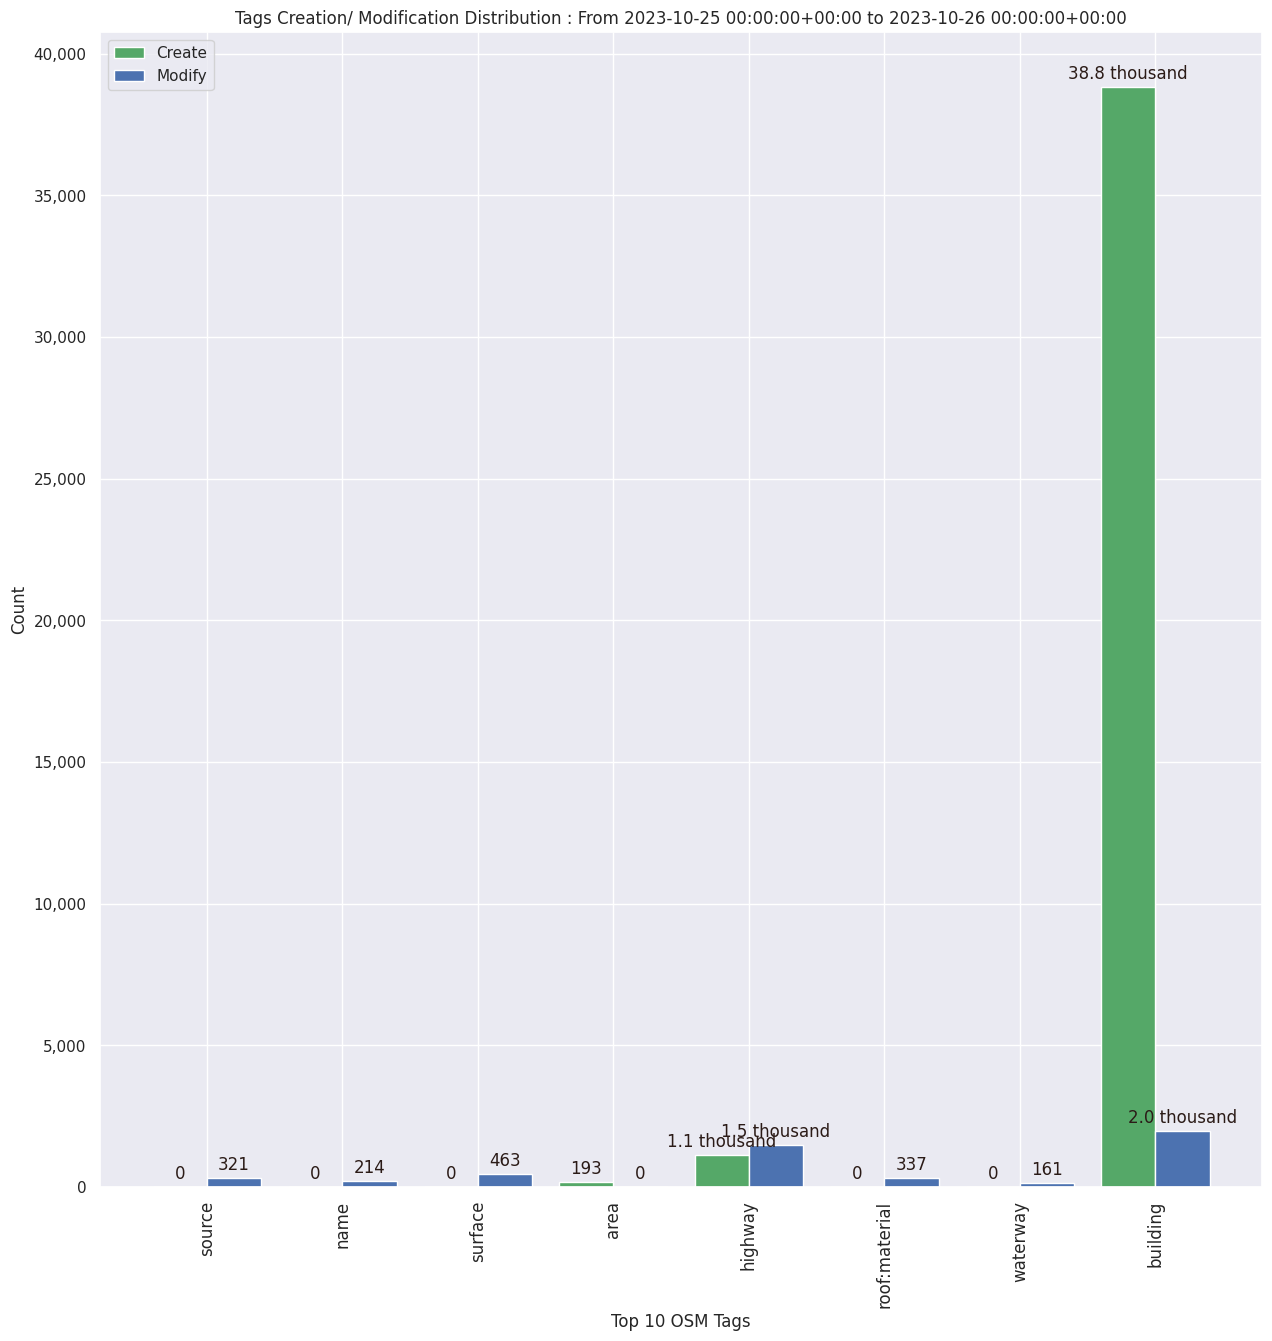 Tags Creation/ Modification Distribution : From 2023-10-25 00:00:00+00:00 to 2023-10-26 00:00:00+00:00
Create
Modify
40,000
35,000
30,000
25,000
20,000
15,000
10,000
5,000
0
Count
0
321
0
214
0
463
193
0
1.1 thousand
1.5 thousand
0
337
0
161
38.8 thousand
2.0 thousand
source
name
surface
area
highway
roof:material
waterway
building
Top 10 OSM Tags